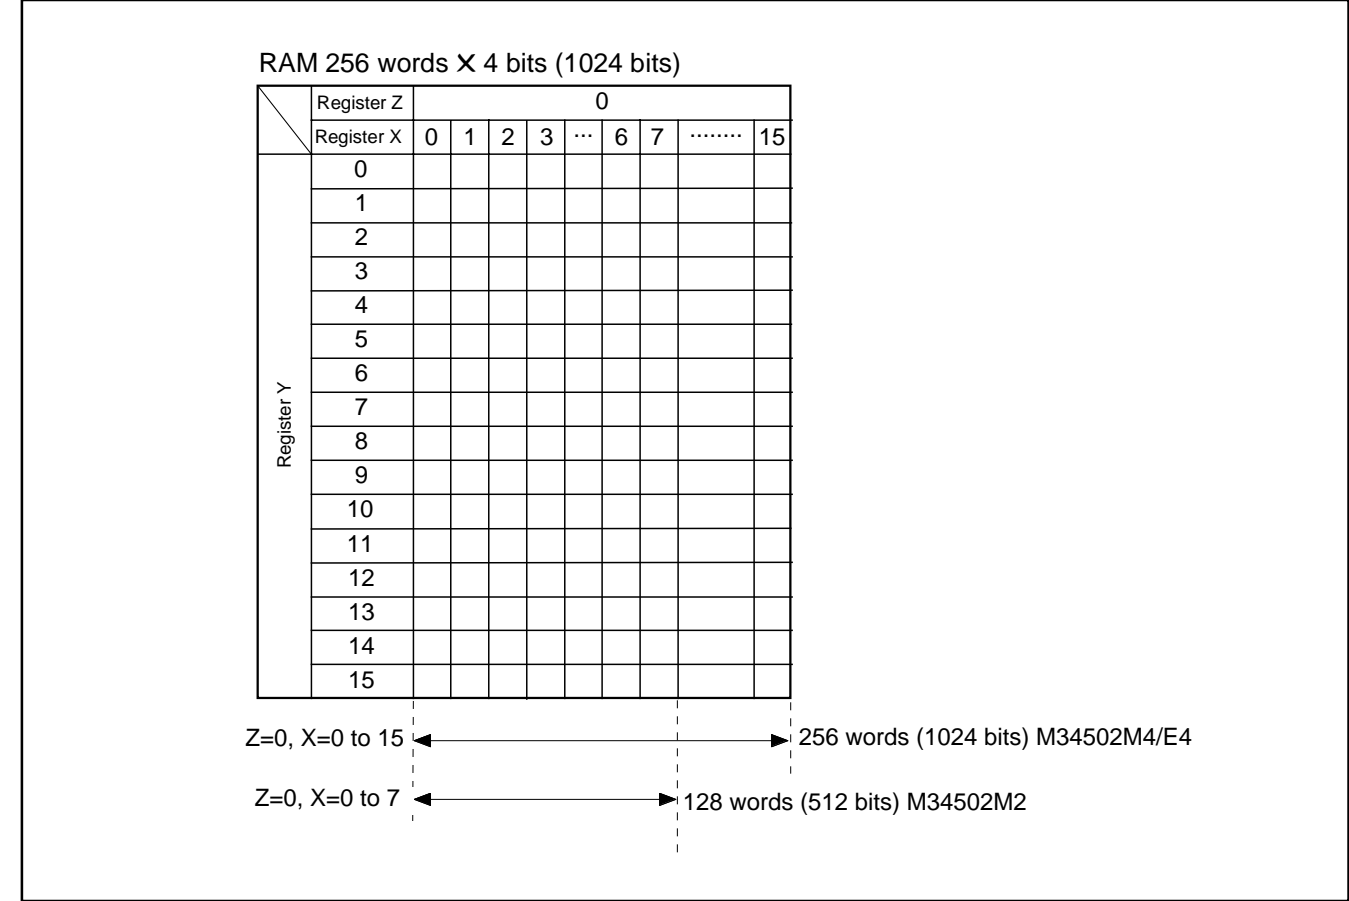 RAM 256 words ✕ 4 bits (1024 bits)
Register Z 0
Register X 0 1 2 3 ··· 6 7 ········ 15
Register Y
0
1
2
3
4
5
6
7
8
9
10
11
12
13
14
15
Z=0, X=0 to 15 256 words (1024 bits) M34502M4/E4
Z=0, X=0 to 7 128 words (512 bits) M34502M2